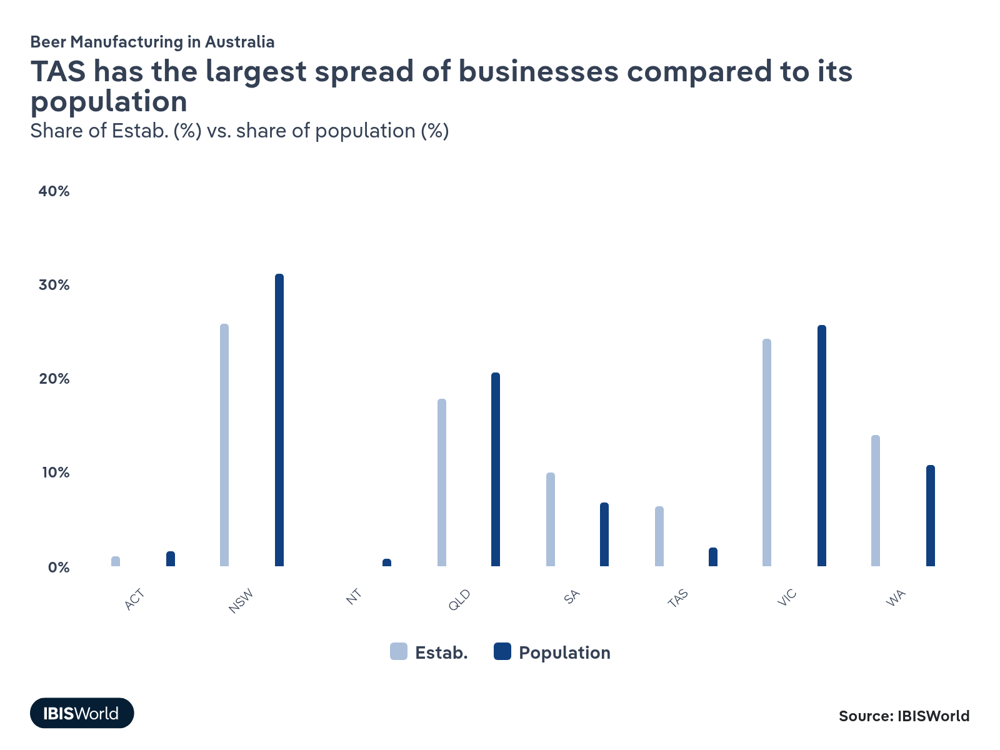 Beer Manufacturing in Australia
TAS has the largest spread of businesses compared to its
population
Share of Estab. (%) vs. share of population (%)
40%
30%
20%
10%
0%
ACT
NSW
NT
QLD
SA
TAS
VIC
WA
Estab.
Population
IBISWorld
Source: IBISWorld